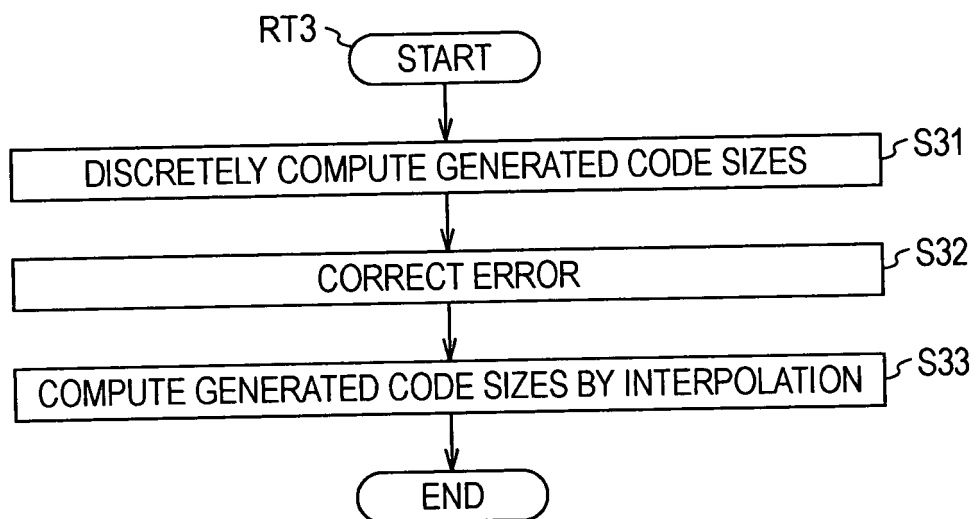 RT3
START
DISCRETELY COMPUTE GENERATED CODE SIZES
S31
CORRECT ERROR
S32
COMPUTE GENERATED CODE SIZES BY INTERPOLATION
S33
END